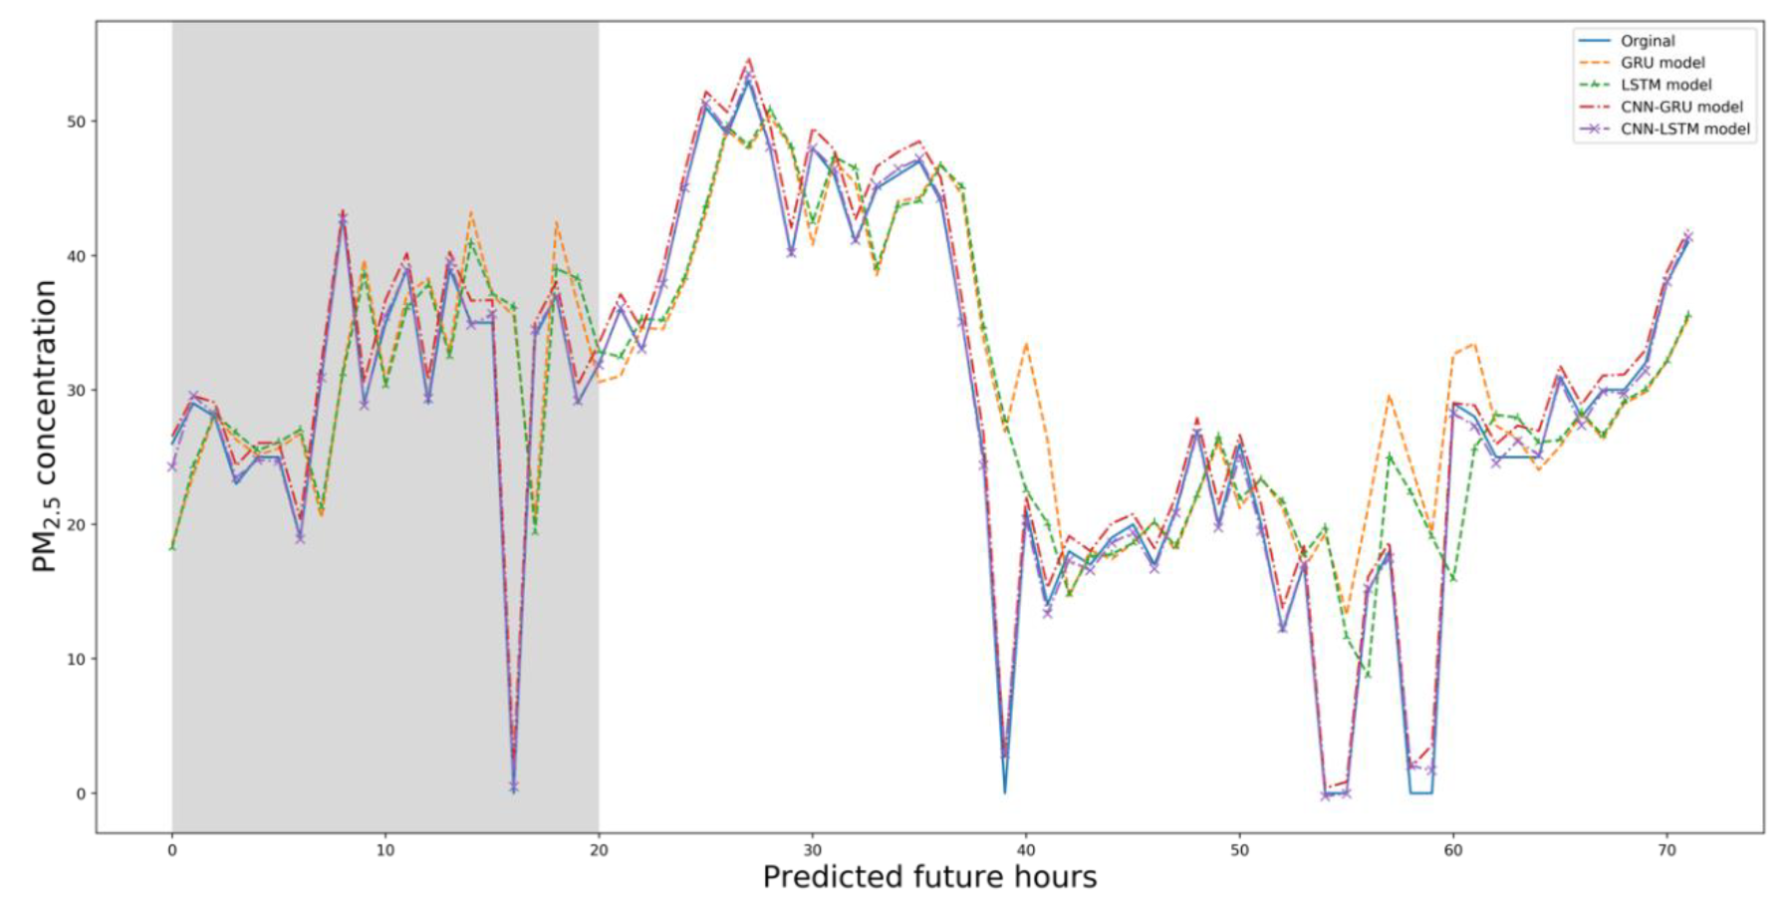 Orginal
GRU model
LSTM model
CNN-GRU model
CNN-LSTM model
PM2.5 concentration
50
40
30
20
10
0
0 10 20 30 40 50 60 70
Predicted future hours